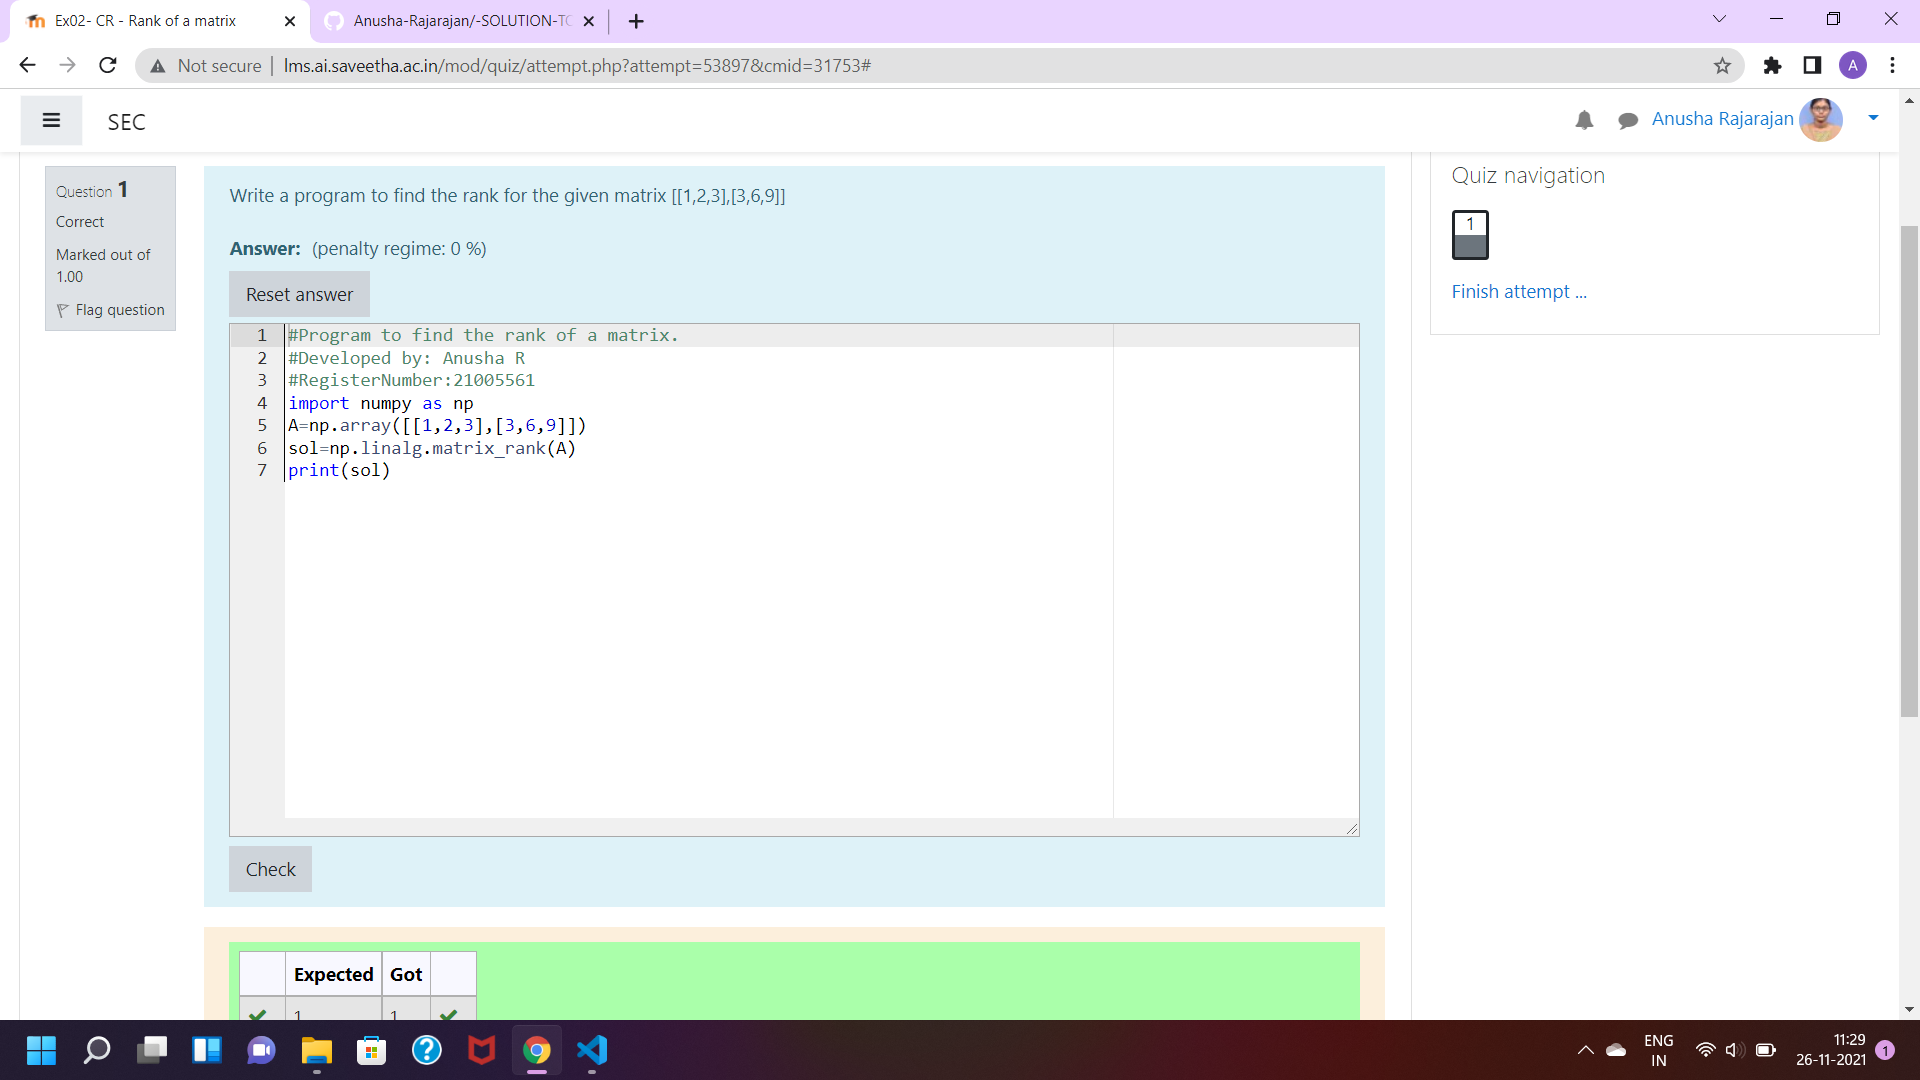 Ex02- CR - Rank of a matrix
Anusha-Rajarajan/-SOLUTION-TO
Not secure
lms.ai.saveetha.ac.in/mod/quiz/attempt.php?attempt=53897&cmid=31753#
A
SEC
Anusha Rajarajan
Question 1
Correct
Marked out of
1.00
Flag question
Write a program to find the rank for the given matrix [[1,2,3],[3,6,9]]
Answer: (penalty regime: 0 %)
Reset answer
1 #Program to find the rank of a matrix.
2 #Developed by: Anusha R
3 #RegisterNumber:21005561
4 import numpy as np
5 A=np.array([[1,2,3],[3,6,9]])
6 sol=np.linalg.matrix_rank(A)
7 print(sol)
Check
Expected Got
1 1
Quiz navigation
1
Finish attempt ...
ENG
IN
11:29
26-11-2021
1